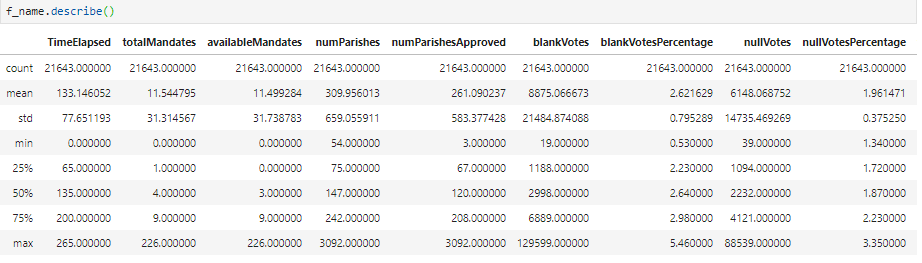 f_name.describe()
TimeElapsed totalMandates availableMandates numParishes numParishesApproved blankVotes blankVotesPercentage nullVotes nullVotesPercentage
count 21643.000000 21643.000000 21643.000000 21643.000000 21643.000000 21643.000000 21643.000000 21643.000000 21643.000000
mean 133.146052 11.544795 11.499284 309.956013 261.090237 8875.066673 2.621629 6148.068752 1.961471
std 77.651193 31.314567 31.738783 659.055911 583.377428 21484.874088 0.795289 14735.469269 0.375250
min 0.000000 0.000000 0.000000 54.000000 3.000000 19.000000 0.530000 39.000000 1.340000
25% 65.000000 1.000000 0.000000 75.000000 67.000000 1188.000000 2.230000 1094.000000 1.720000
50% 135.000000 4.000000 3.000000 147.000000 120.000000 2998.000000 2.640000 2232.000000 1.870000
75% 200.000000 9.000000 9.000000 242.000000 208.000000 6889.000000 2.980000 4121.000000 2.230000
max 265.000000 226.000000 226.000000 3092.000000 3092.000000 129599.000000 5.460000 88539.000000 3.350000